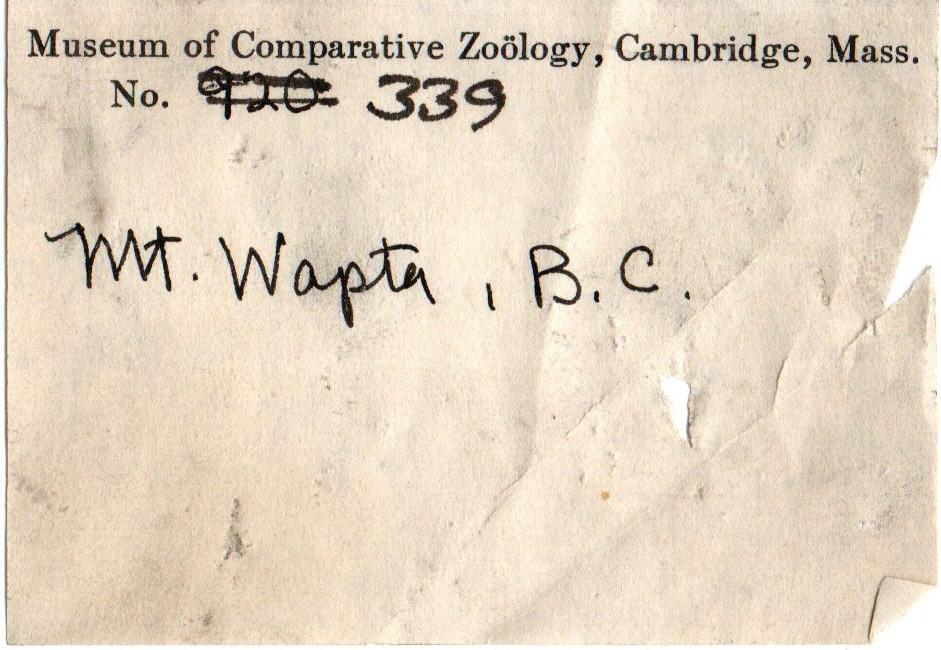 Museum of Comparative Zoölogy, Cambridge, Mass.
No. 920 339
Mt. Wapta, B.C.